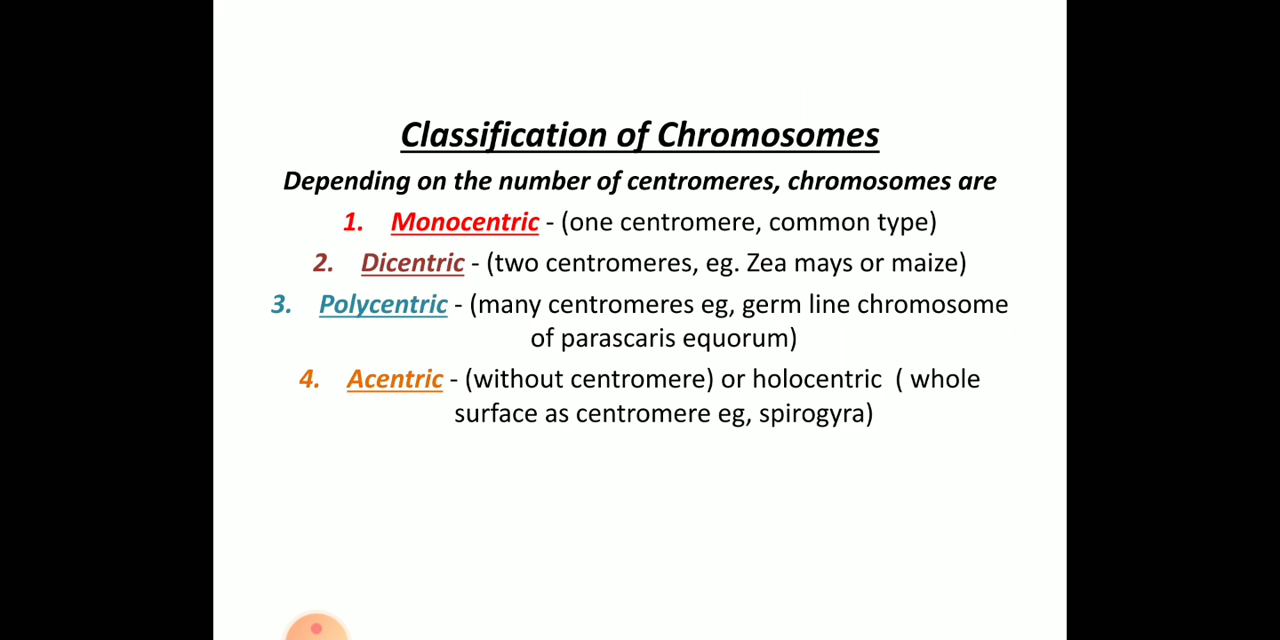 Classification of Chromosomes
Depending on the number of centromeres, chromosomes are
1. Monocentric - (one centromere, common type)
2. Dicentric - (two centromeres, eg. Zea mays or maize)
3. Polycentric - (many centromeres eg, germ line chromosome
of parascaris equorum)
4. Acentric - (without centromere) or holocentric ( whole
surface as centromere eg, spirogyra)